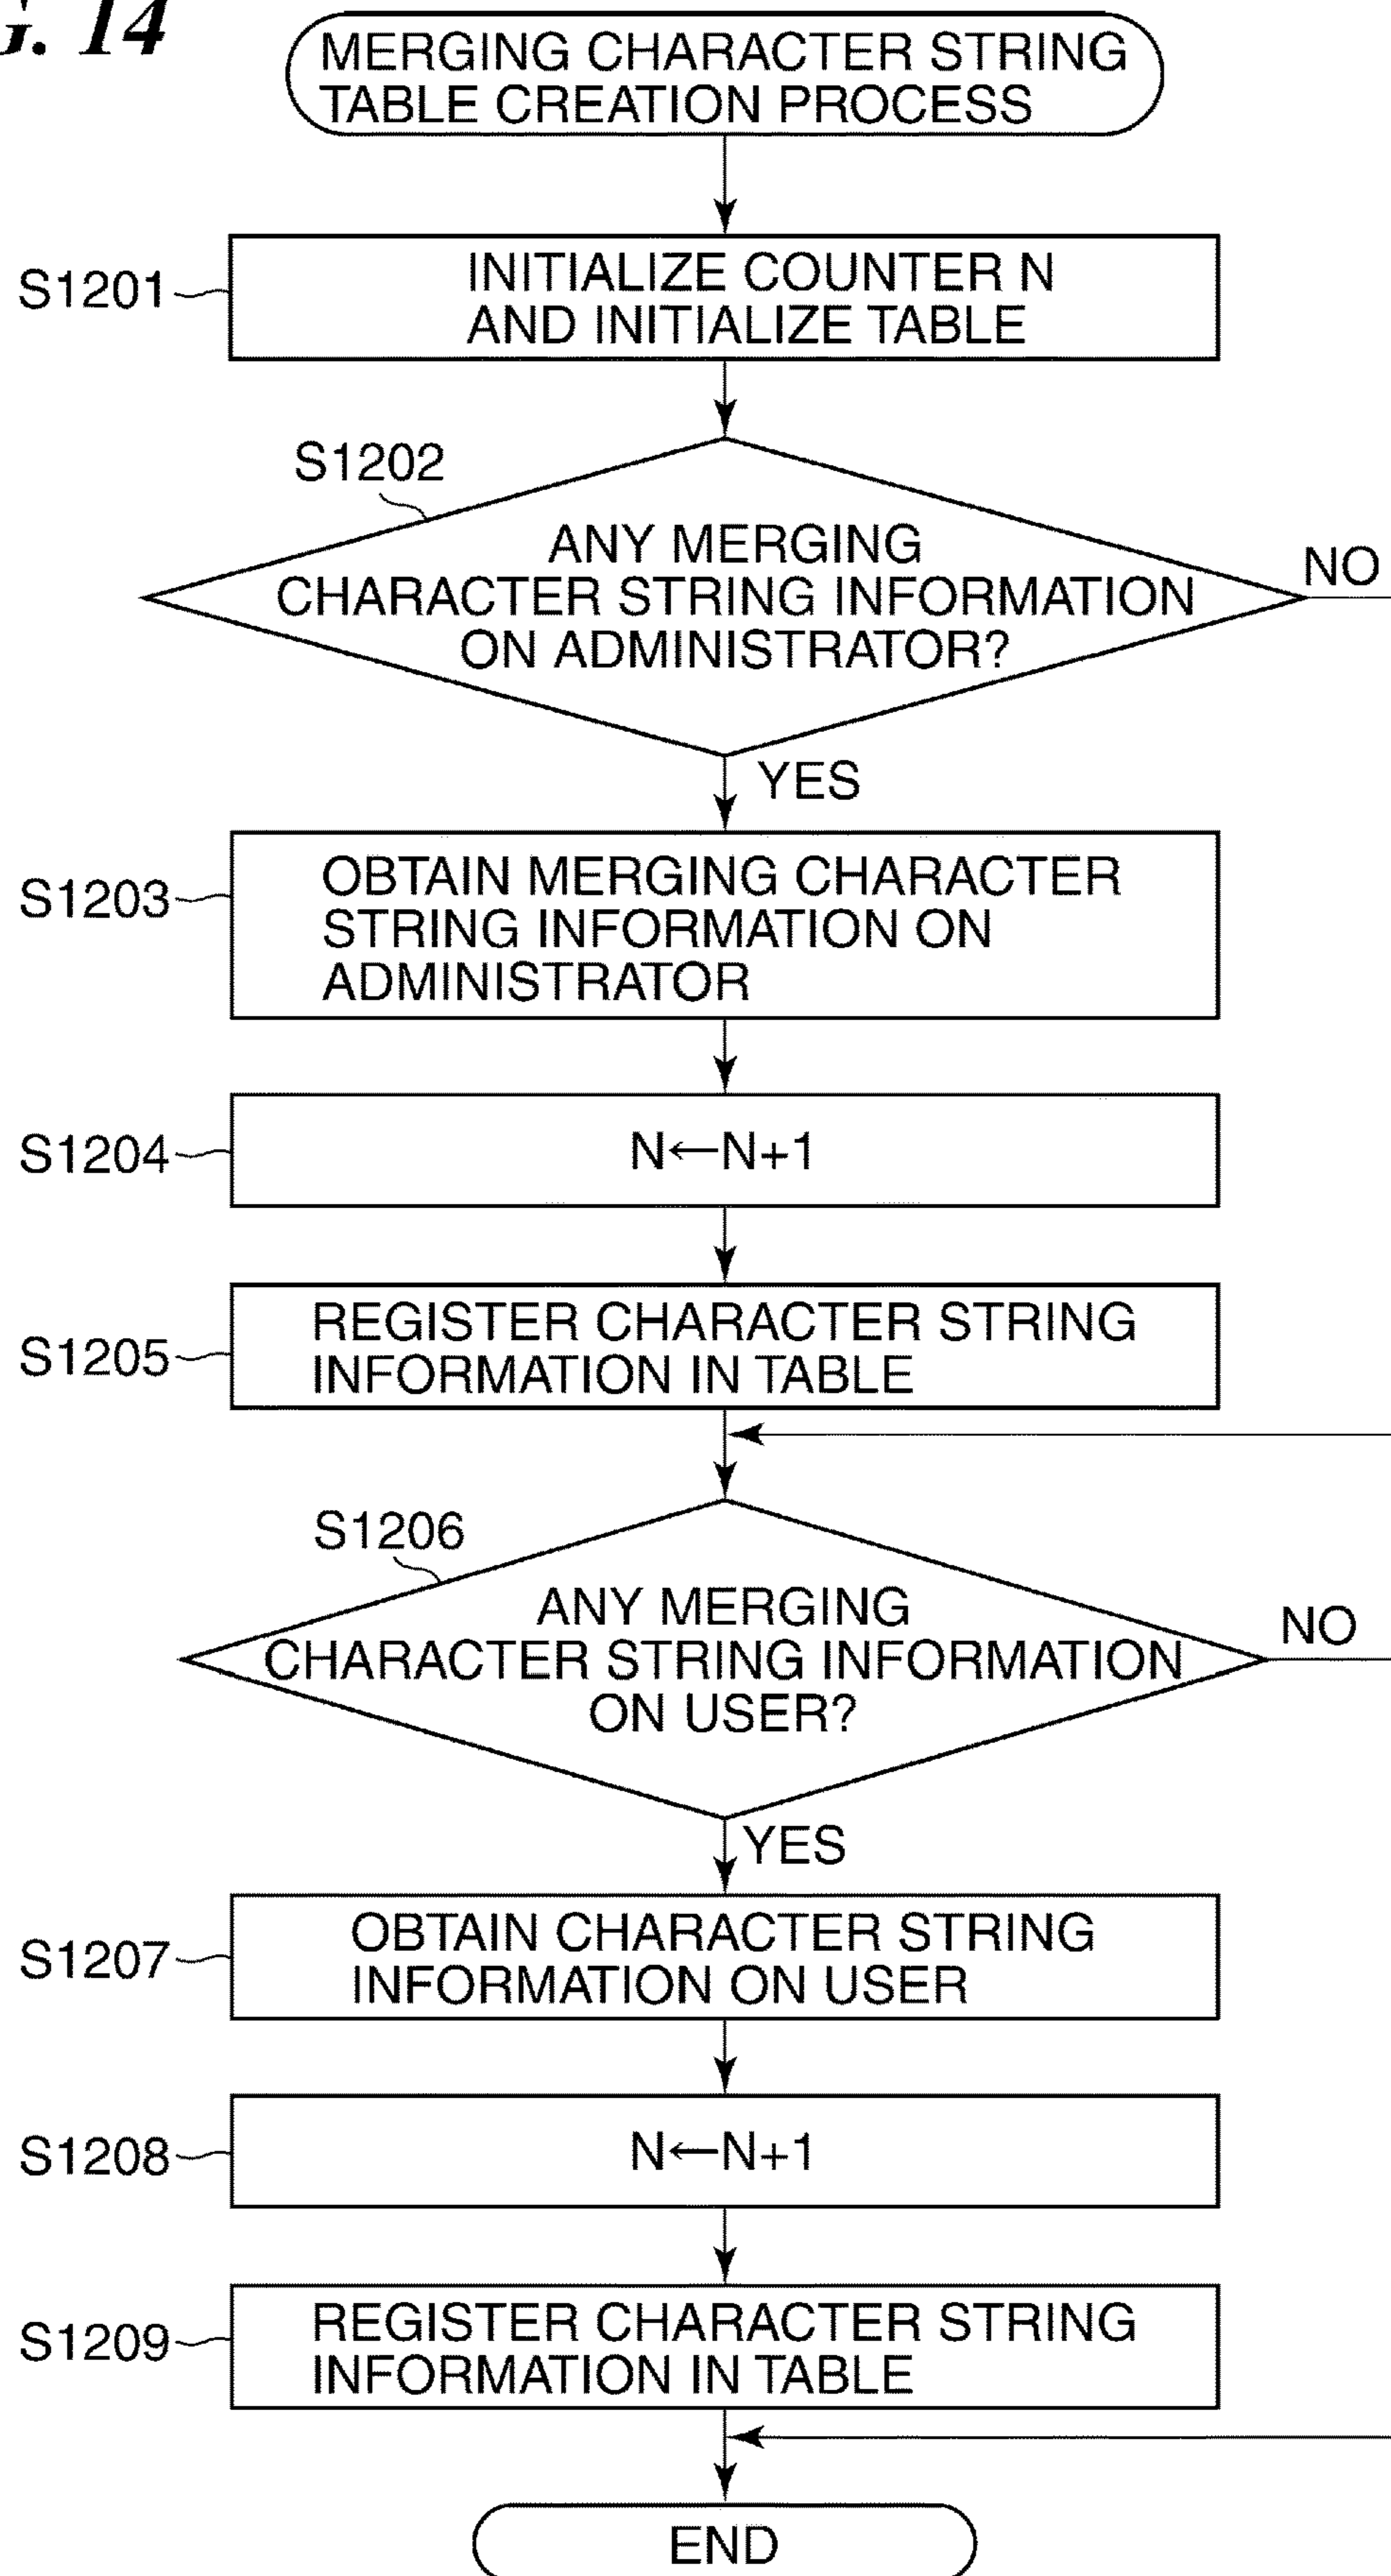 G. 14
MERGING CHARACTER STRING
TABLE CREATION PROCESS
S1201
INITIALIZE COUNTER N
AND INITIALIZE TABLE
S1202
ANY MERGING
CHARACTER STRING INFORMATION
ON ADMINISTRATOR?
NO
YES
S1203
OBTAIN MERGING CHARACTER
STRING INFORMATION ON
ADMINISTRATOR
S1204
N←N+1
S1205
REGISTER CHARACTER STRING
INFORMATION IN TABLE
S1206
ANY MERGING
CHARACTER STRING INFORMATION
ON USER?
NO
YES
S1207
OBTAIN CHARACTER STRING
INFORMATION ON USER
S1208
N←N+1
S1209
REGISTER CHARACTER STRING
INFORMATION IN TABLE
END